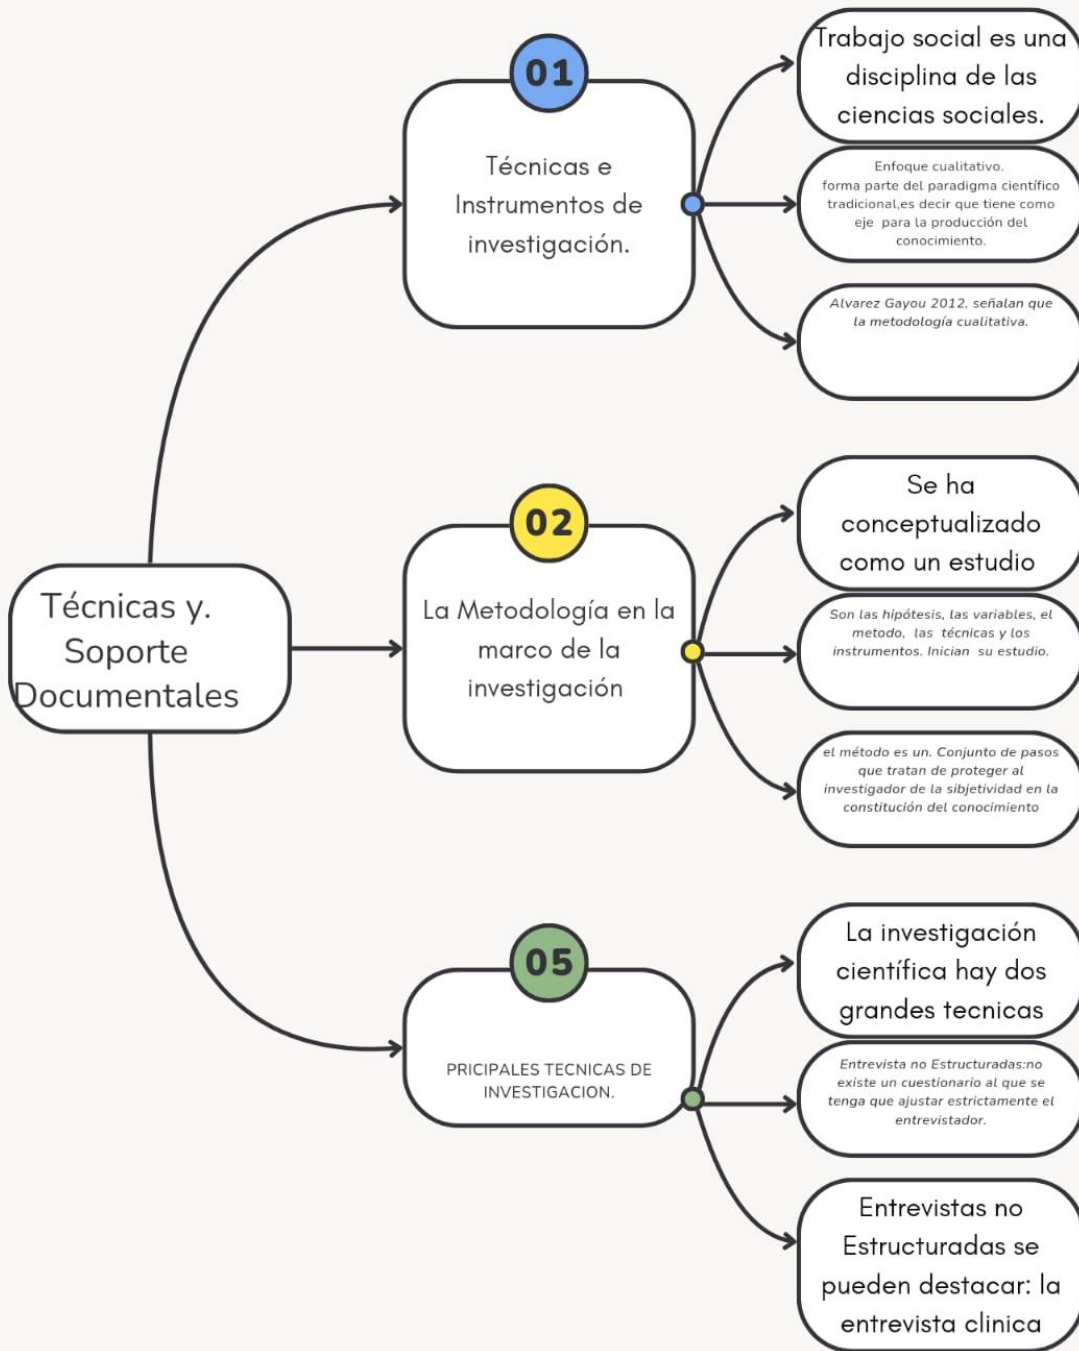 01
Técnicas e
Instrumentos de
investigación.
Trabajo social es una
disciplina de las
ciencias sociales.
Enfoque cualitativo.
forma parte del paradigma científico
tradicional,es decir que tiene como
eje para la producción del
conocimiento.
Alvarez Gayou 2012, señalan que
la metodología cualitativa.
Técnicas y.
Soporte
Documentales
02
La Metodología en la
marco de la
investigación
Se ha
conceptualizado
como un estudio
Son las hipótesis, las variables, el
metodo, las técnicas y los
instrumentos. Inician su estudio.
el método es un. Conjunto de pasos
que tratan de proteger al
investigador de la sibjetividad en la
constitución del conocimiento
05
PRICIPALES TECNICAS DE
INVESTIGACION.
La investigación
científica hay dos
grandes tecnicas
Entrevista no Estructuradas:no
existe un cuestionario al que se
tenga que ajustar estrictamente el
entrevistador.
Entrevistas no
Estructuradas se
pueden destacar: la
entrevista clinica